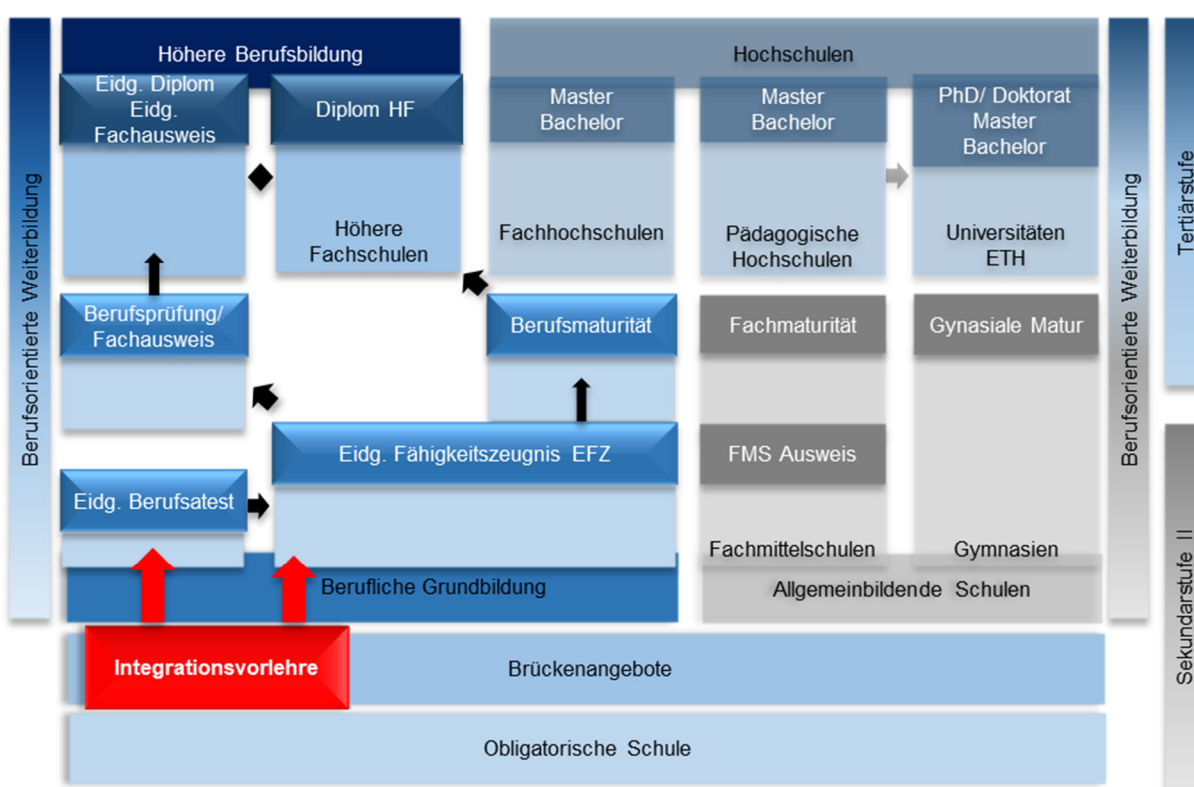 Berufsorientierte Weiterbildung
Höhere Berufsbildung
Hochschulen
Eidg. Diplom
Eidg.
Fachausweis
Diplom HF
Master
Bachelor
Master
Bachelor
PhD/ Doktorat
Master
Bachelor
Höhere
Fachschulen
Fachhochschulen
Pädagogische
Hochschulen
Universitäten
ETH
Berufsprüfung/
Fachausweis
Berufsmaturität
Fachmaturität
Gynasiale Matur
Eidg. Fähigkeitszeugnis EFZ
FMS Ausweis
Eidg. Berufsatest
Fachmittelschulen
Gymnasien
Berufliche Grundbildung
Allgemeinbildende Schulen
Integrationsvorlehre
Brückenangebote
Obligatorische Schule
Berufsorientierte Weiterbildung
Tertiärstufe
Sekundarstufe II